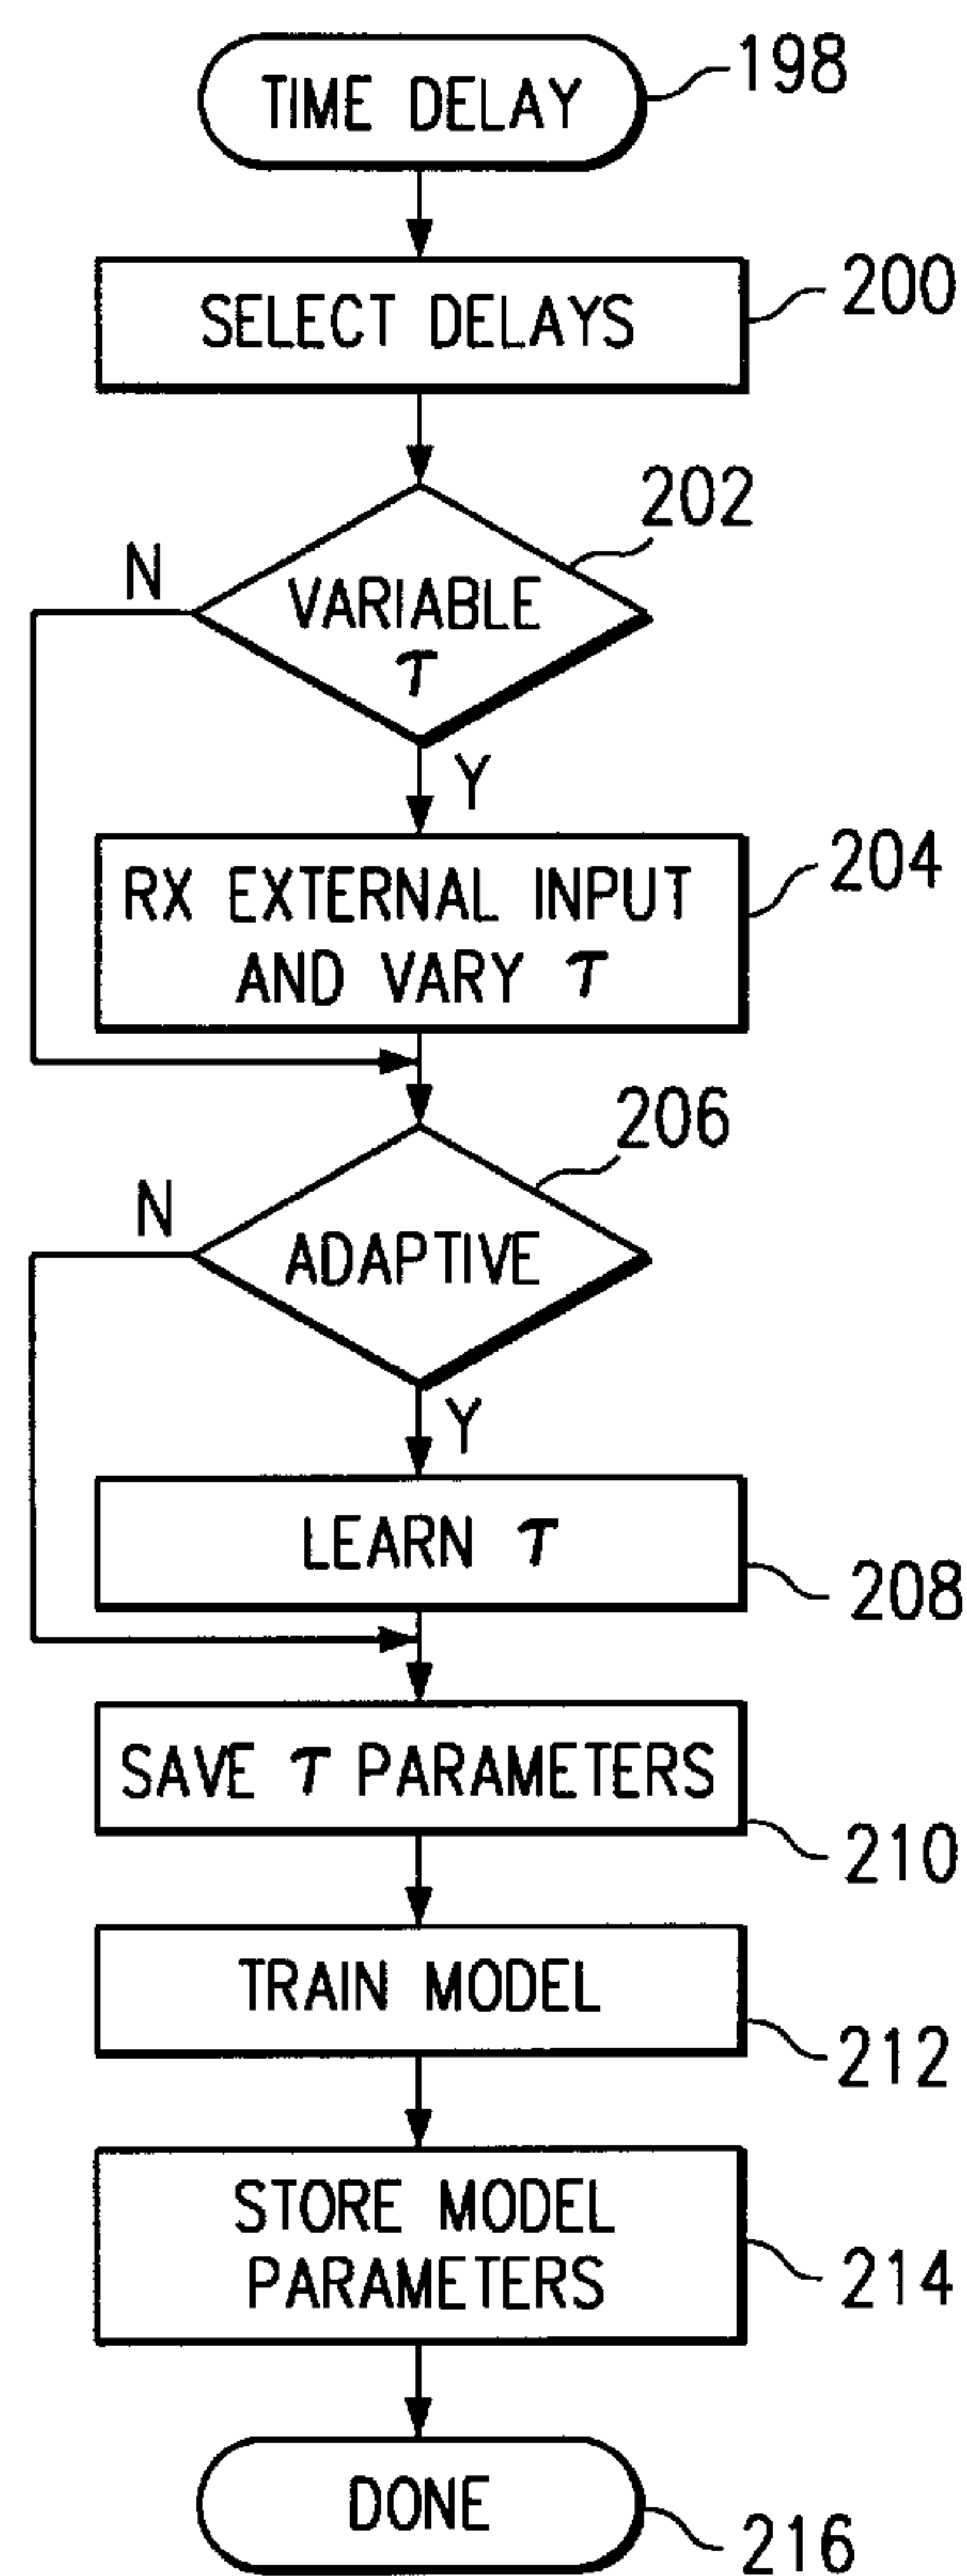 TIME DELAY
198
SELECT DELAYS
200
202
N
VARIABLE
τ
Y
RX EXTERNAL INPUT
AND VARY τ
204
206
N
ADAPTIVE
Y
LEARN τ
208
SAVE τ PARAMETERS
210
TRAIN MODEL
212
STORE MODEL
PARAMETERS
214
DONE
216